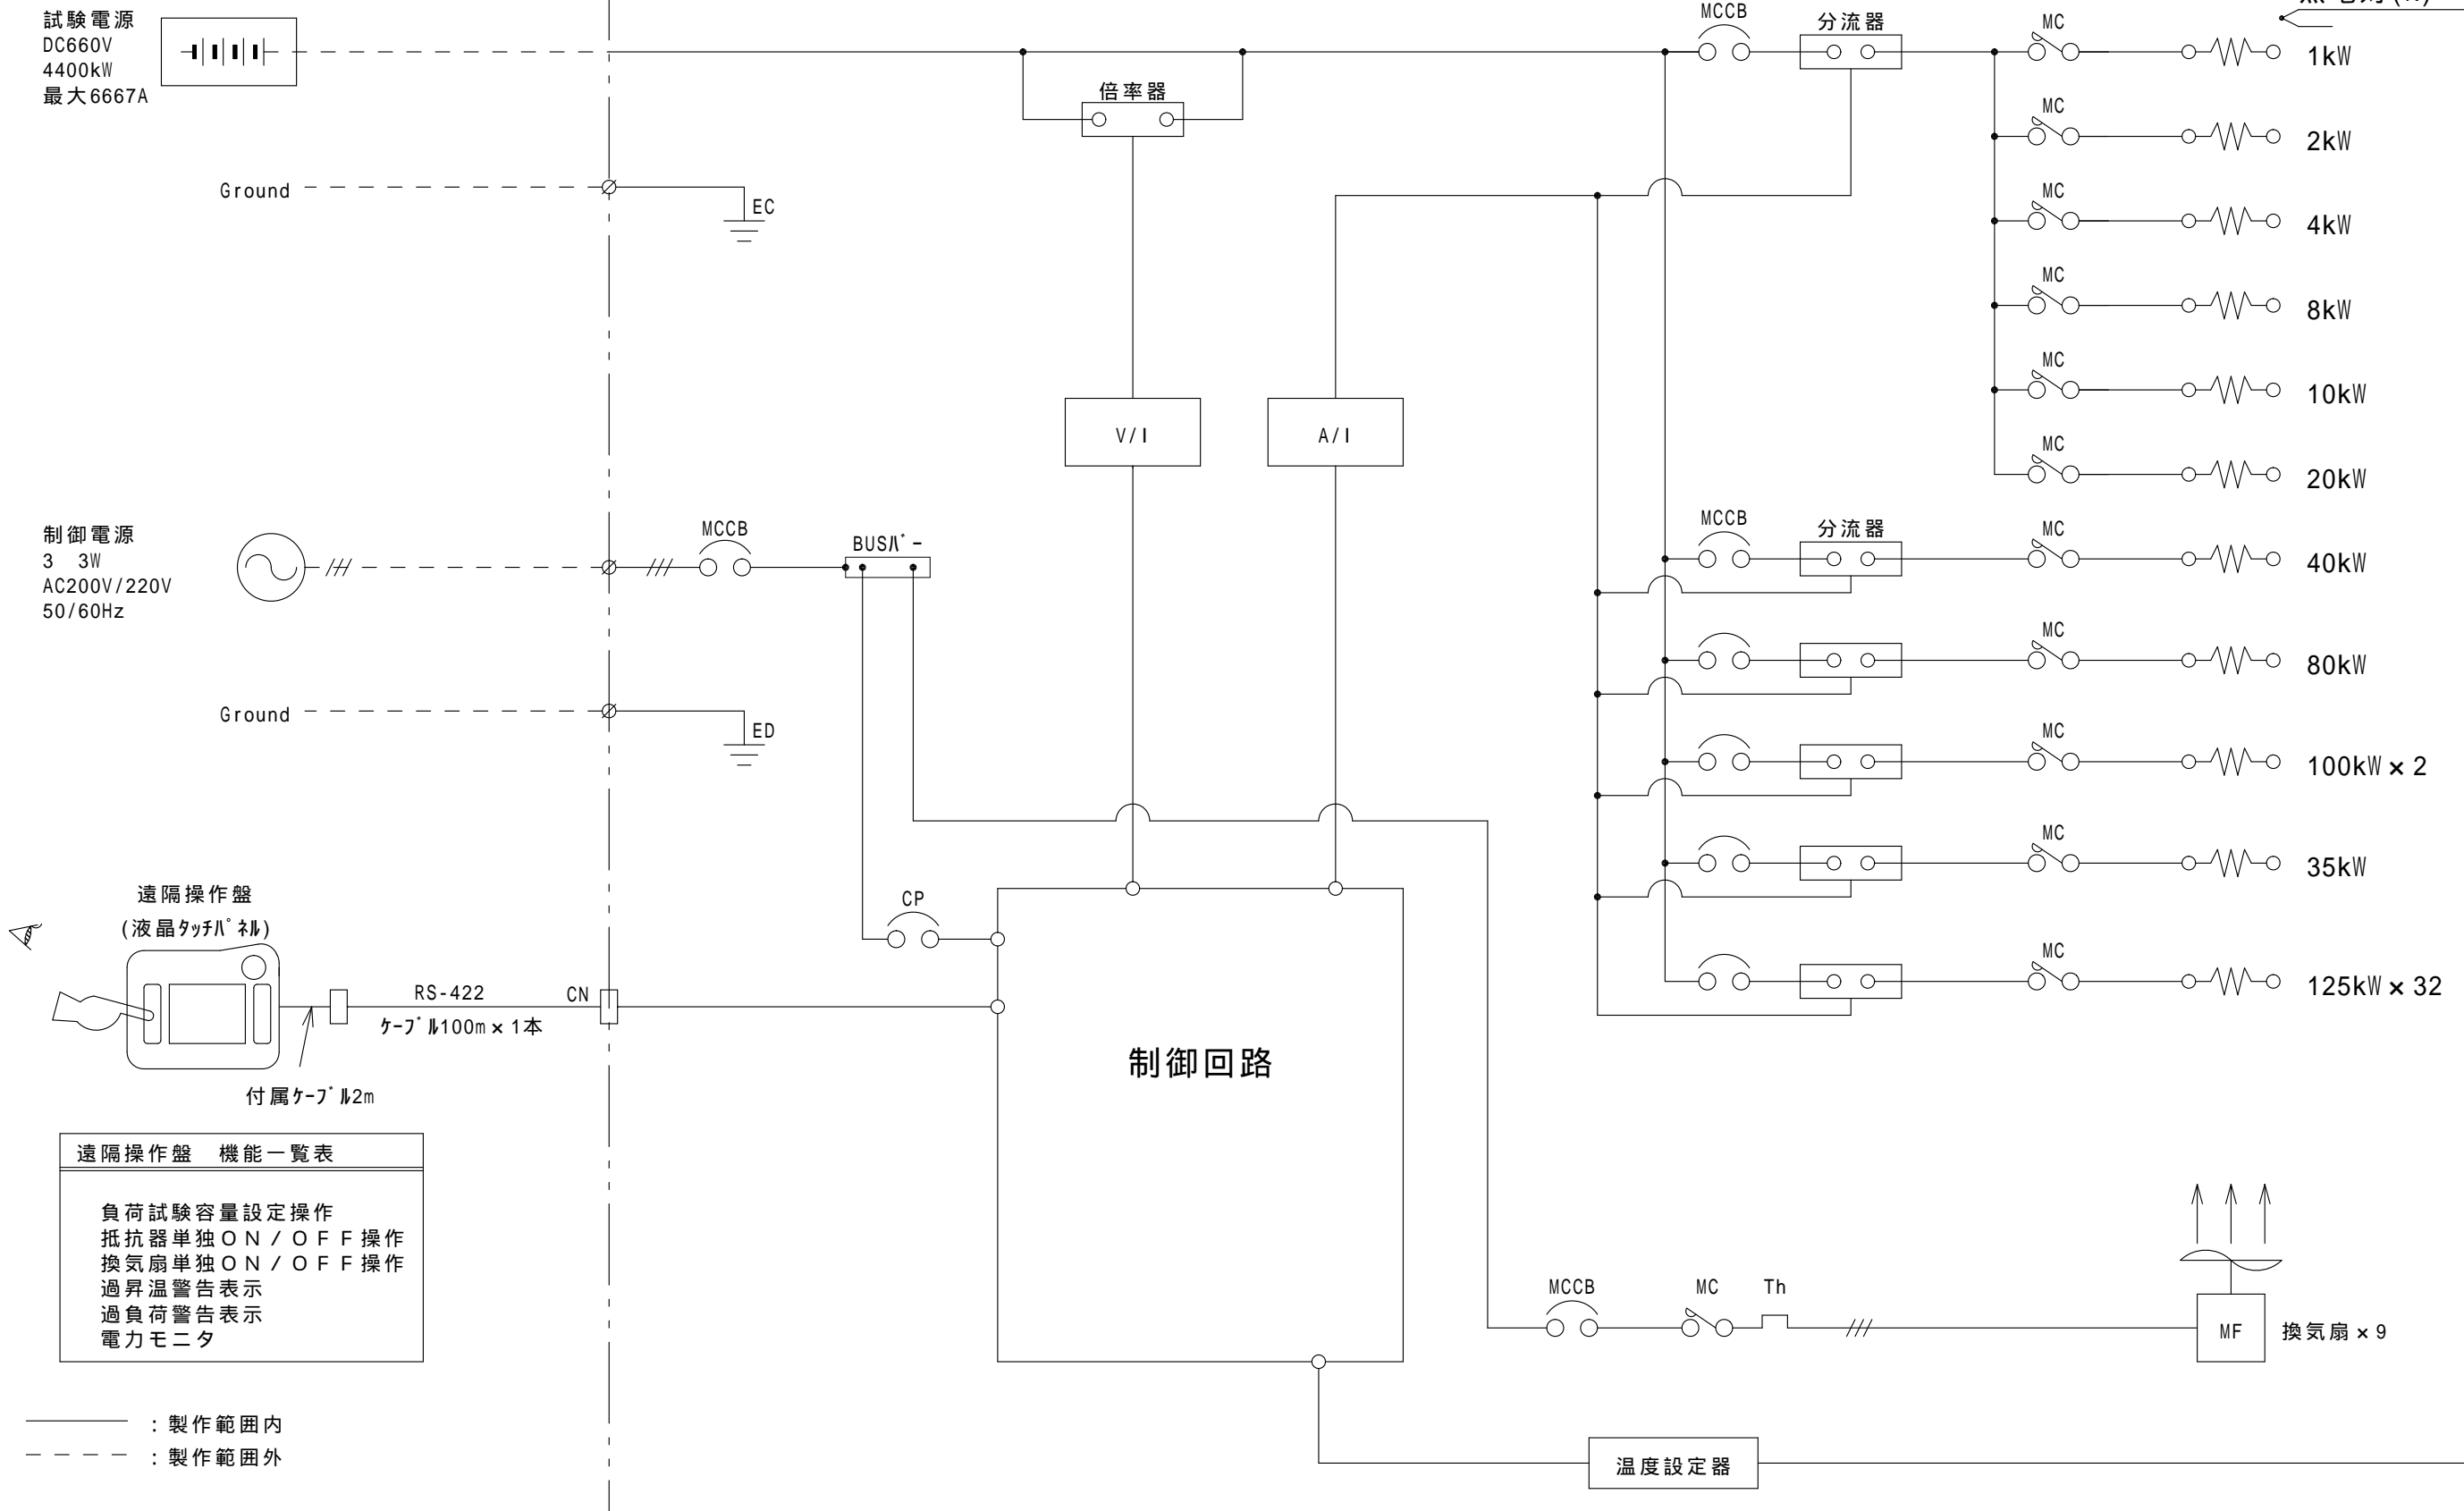 試験電源
DC660V
4400kW
最大6667A
Ground
EC
倍率器
V/I
A/I
MCCB
分流器
MC
1kW
MC
2kW
MC
4kW
MC
8kW
MC
10kW
MC
20kW
MCCB
分流器
MC
40kW
MC
80kW
MC
100kW×2
MC
35kW
MC
125kW×32
制御電源
3 3W
AC200V/220V
50/60Hz
MCCB
BUSﾊﾞｰ
Ground
ED
遠隔操作盤
(液晶ﾀｯﾁﾊﾟﾈﾙ)
RS-422
CN
ｹｰﾌﾞﾙ100m×1本
付属ｹｰﾌﾞﾙ2m
CP
制御回路
遠隔操作盤　機能一覧表
負荷試験容量設定操作
抵抗器単独ＯＮ／ＯＦＦ操作
換気扇単独ＯＮ／ＯＦＦ操作
過昇温警告表示
過負荷警告表示
電力モニタ
MCCB
MC
Th
MF
換気扇×9
：製作範囲内
：製作範囲外
温度設定器